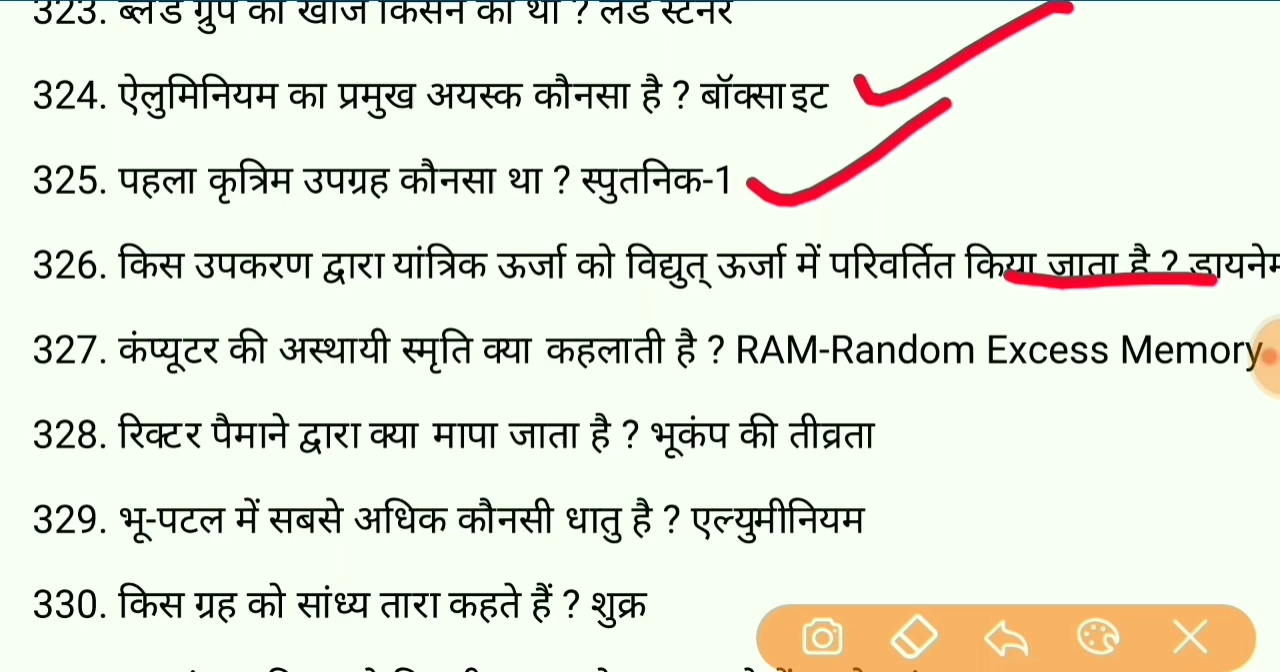 323. ब्लड ग्रुप की खोज किसने की थी ? लैंड स्टैनर
324. ऐलुमिनियम का प्रमुख अयस्क कौनसा है ? बॉक्साइट
325. पहला कृत्रिम उपग्रह कौनसा था ? स्पुतनिक-1
326. किस उपकरण द्वारा यांत्रिक ऊर्जा को विद्युत् ऊर्जा में परिवर्तित किया जाता है ?
327. कंप्यूटर की अस्थायी स्मृति क्या कहलाती है ? RAM-Random Excess Memory
328. रिक्टर पैमाने द्वारा क्या मापा जाता है ? भूकंप की तीव्रता
329. भू-पटल में सबसे अधिक कौनसी धातु है ? एल्युमीनियम
330. किस ग्रह को सांध्य तारा कहते हैं ? शुक्र